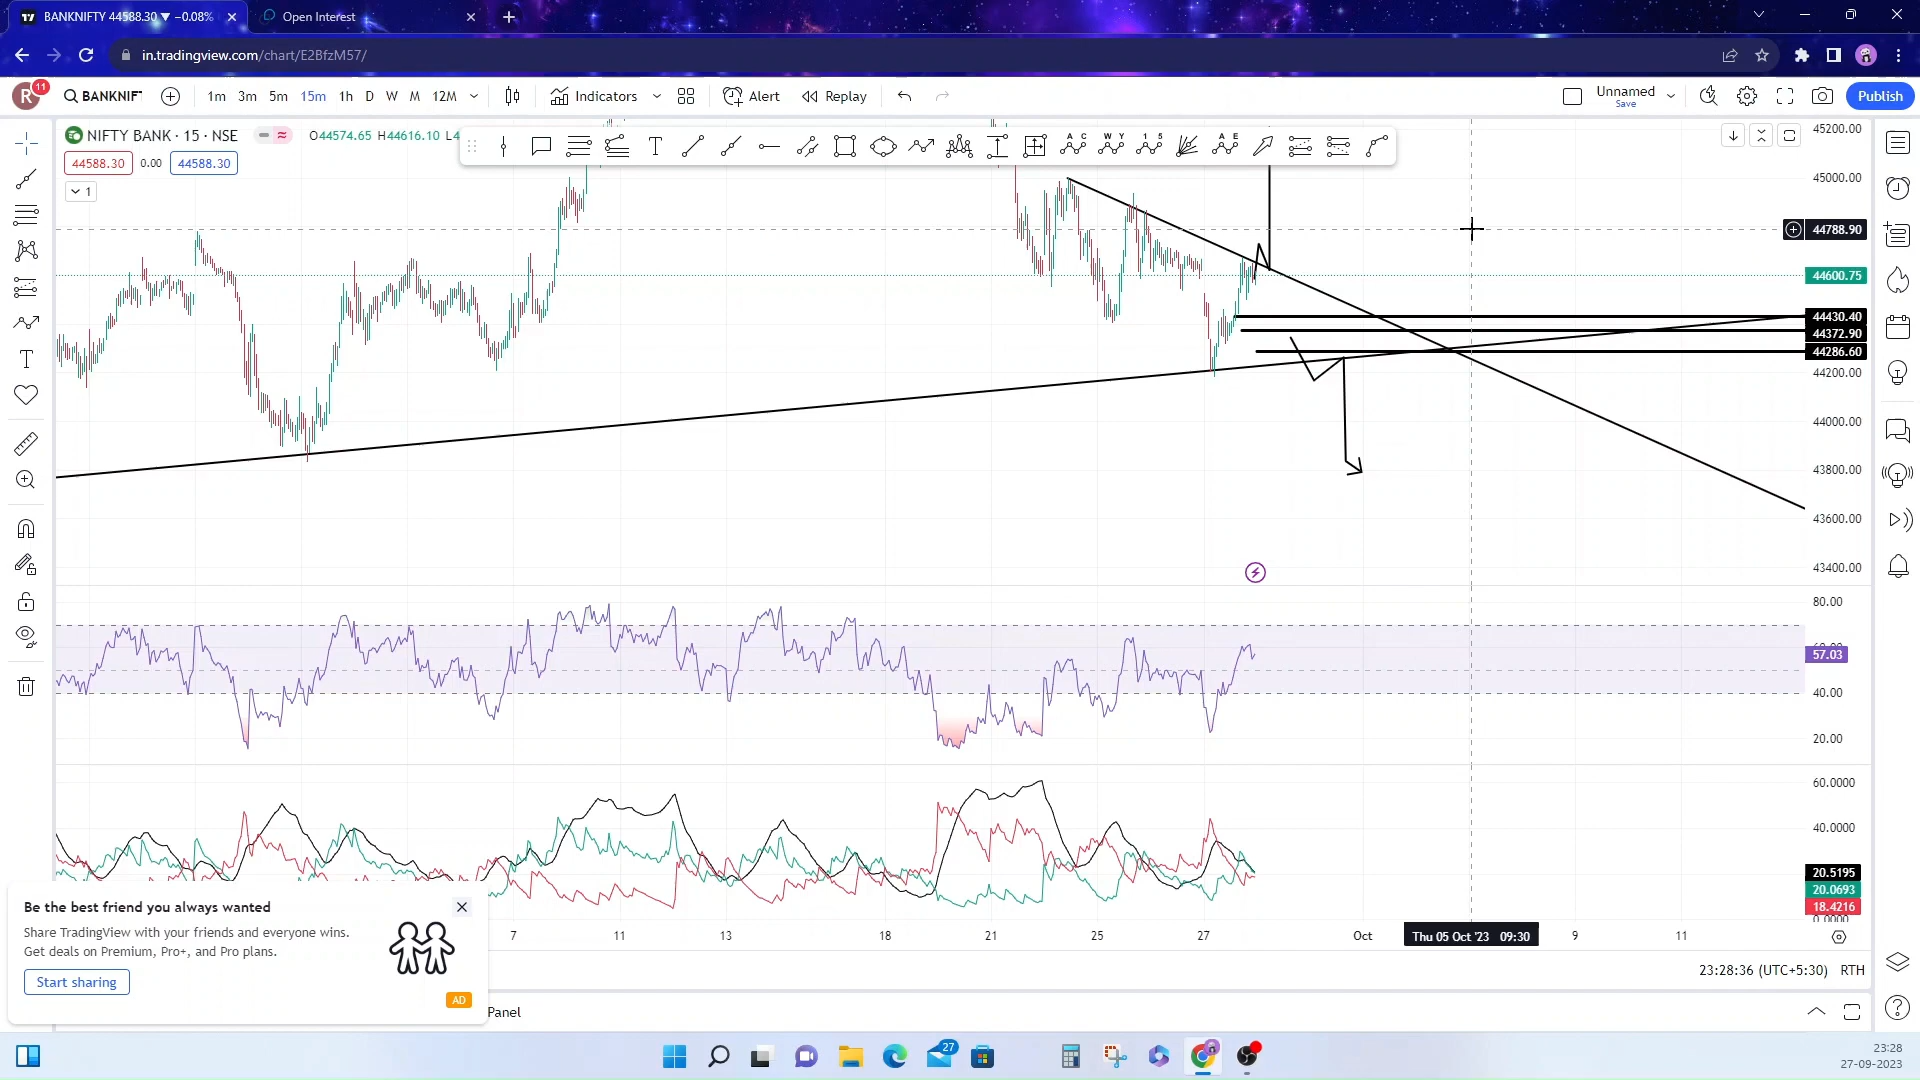 BANKNIFTY 44588.30 ▼ −0.08%
Open Interest
in.tradingview.com/chart/E2BfzM57/
R 11 BANKNIF 1m 3m 5m 15m 1h D W M 12M Indicators Alert Replay Unnamed Save Publish
NIFTY BANK · 15 · NSE O44574.65 H44616.10 L4
44588.30 0.00 44588.30
1
T
A C W Y 1 5 A E
45200.00
45000.00
44788.90
44600.75
44430.40
44372.90
44286.60
44200.00
44000.00
43800.00
43600.00
43400.00
T
80.00
57.03
40.00
20.00
60.0000
40.0000
20.5195
20.0693
18.4216
0.0000
7 11 13 18 21 25 27 Oct Thu 05 Oct '23 09:30 9 11
Be the best friend you always wanted
Share TradingView with your friends and everyone wins.
Get deals on Premium, Pro+, and Pro plans.
Start sharing
AD
23:28:36 (UTC+5:30) RTH
Panel
27
23:28
27-09-2023